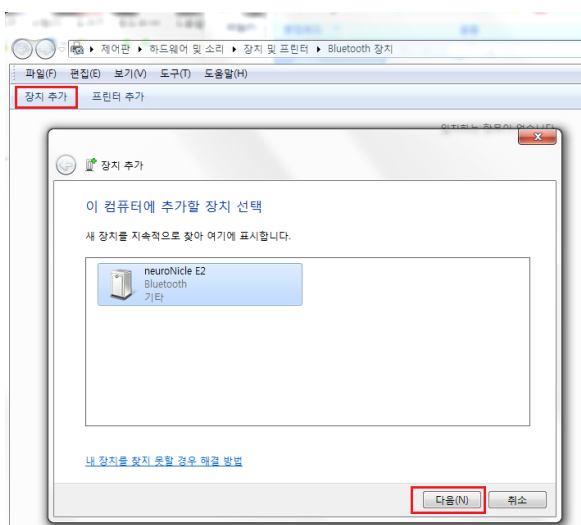 제어판 ▸ 하드웨어 및 소리 ▸ 장치 및 프린터 ▸ Bluetooth 장치
파일(F) 편집(E) 보기(V) 도구(T) 도움말(H)
장치 추가 프린터 추가
장치 추가
이 컴퓨터에 추가할 장치 선택
새 장치를 지속적으로 찾아 여기에 표시합니다.
neuroNicle E2
Bluetooth
기타
내 장치를 찾지 못할 경우 해결 방법
다음(N) 취소